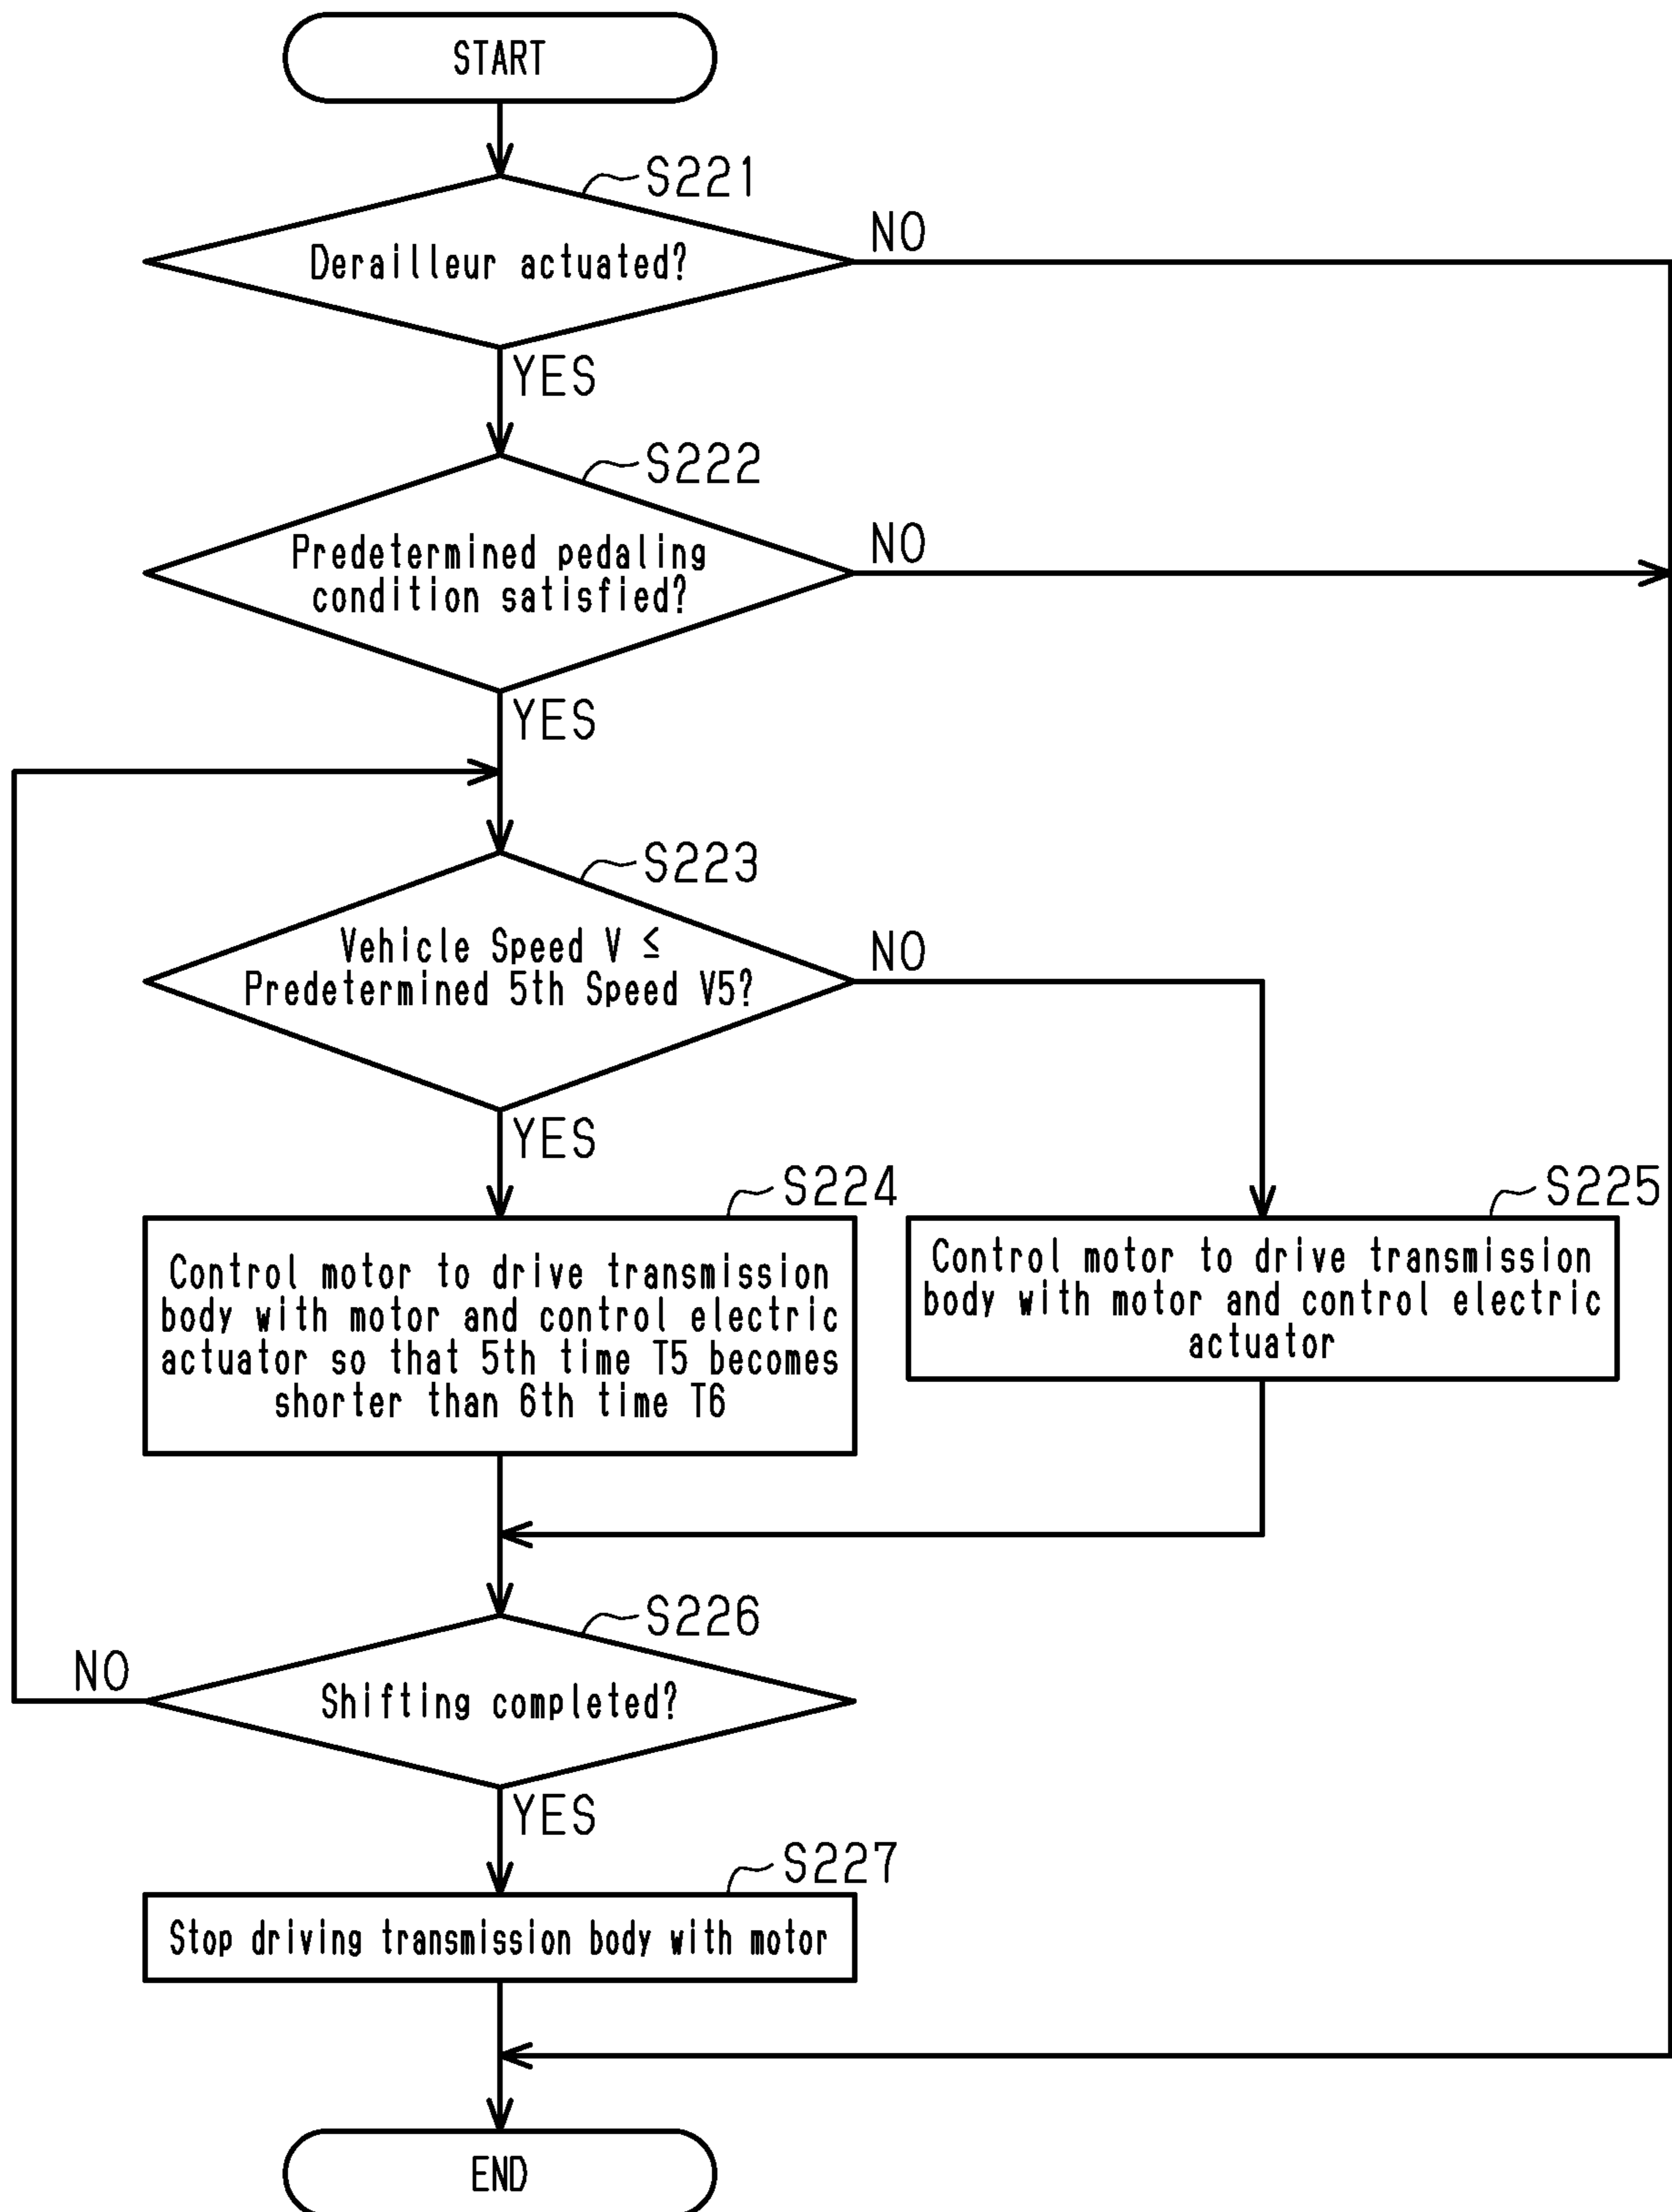 START
S221
Derailleur actuated?
NO
YES
S222
Predetermined pedaling
condition satisfied?
NO
YES
S223
Vehicle Speed V ≤
Predetermined 5th Speed V5?
NO
YES
S224
Control motor to drive transmission
body with motor and control electric
actuator so that 5th time T5 becomes
shorter than 6th time T6
S225
Control motor to drive transmission
body with motor and control electric
actuator
S226
Shifting completed?
NO
YES
S227
Stop driving transmission body with motor
END